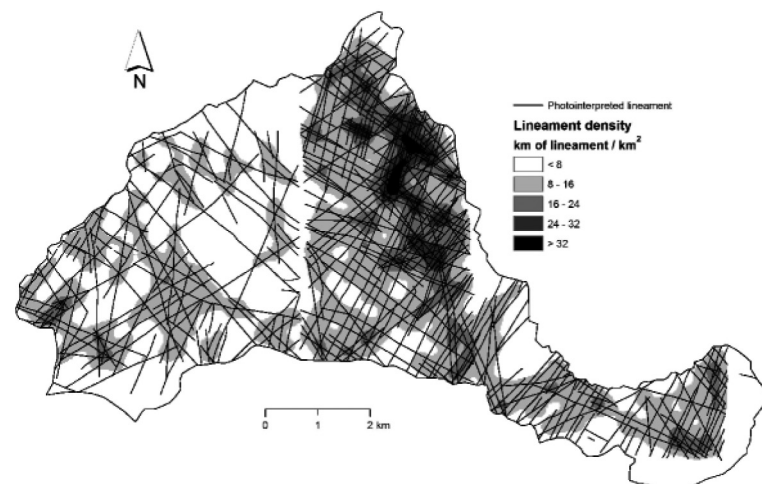 N
Photointerpreted lineament
Lineament density
km of lineament / km²
< 8
8 - 16
16 - 24
24 - 32
> 32
0 1 2 km